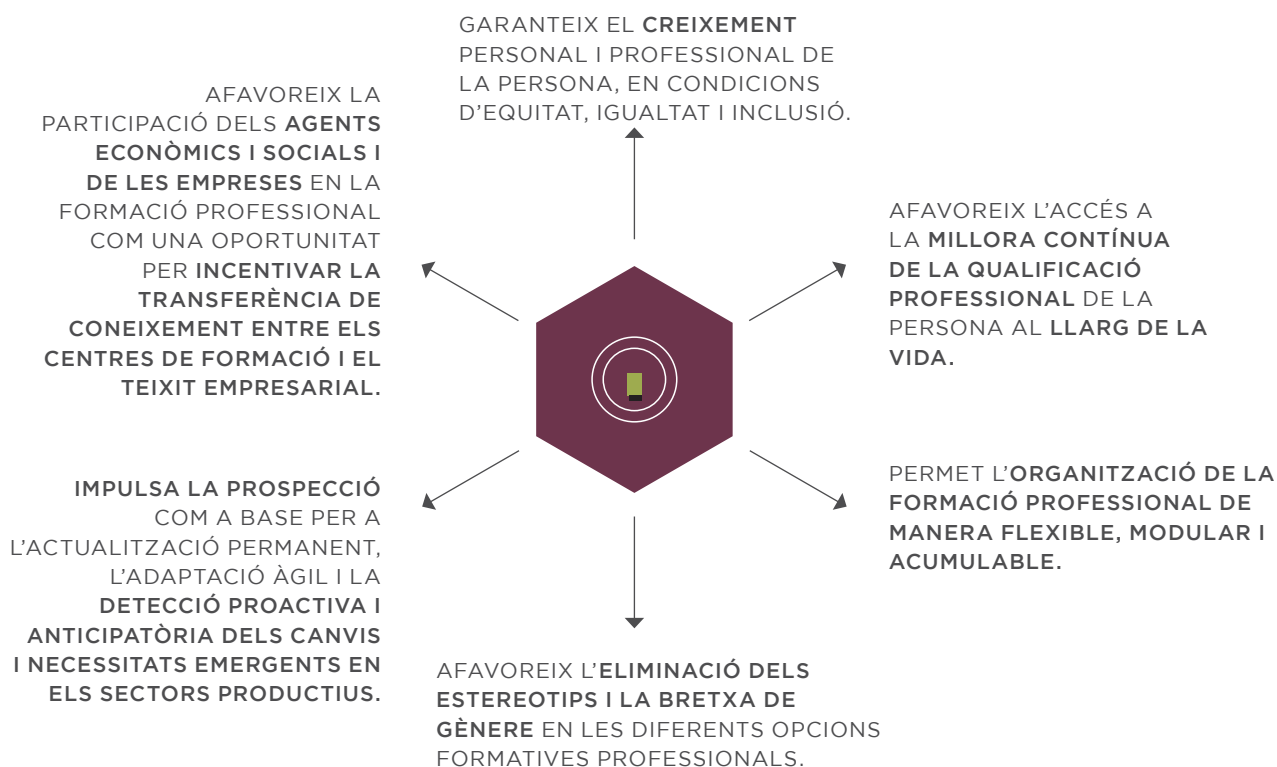 GARANTEIX EL CREIXEMENT
PERSONAL I PROFESSIONAL DE
LA PERSONA, EN CONDICIONS
D’EQUITAT, IGUALTAT I INCLUSIÓ.
AFAVOREIX LA
PARTICIPACIÓ DELS AGENTS
ECONÒMICS I SOCIALS I
DE LES EMPRESES EN LA
FORMACIÓ PROFESSIONAL
COM UNA OPORTUNITAT
PER INCENTIVAR LA
TRANSFERÈNCIA DE
CONEIXEMENT ENTRE ELS
CENTRES DE FORMACIÓ I EL
TEIXIT EMPRESARIAL.
AFAVOREIX L’ACCÉS A
LA MILLORA CONTÍNUA
DE LA QUALIFICACIÓ
PROFESSIONAL DE LA
PERSONA AL LLARG DE LA
VIDA.
IMPULSA LA PROSPECCIÓ
COM A BASE PER A
L’ACTUALITZACIÓ PERMANENT,
L’ADAPTACIÓ ÀGIL I LA
DETECCIÓ PROACTIVA I
ANTICIPATÒRIA DELS CANVIS
I NECESSITATS EMERGENTS EN
ELS SECTORS PRODUCTIUS.
PERMET L’ORGANITZACIÓ DE LA
FORMACIÓ PROFESSIONAL DE
MANERA FLEXIBLE, MODULAR I
ACUMULABLE.
AFAVOREIX L’ELIMINACIÓ DELS
ESTEREOTIPS I LA BRETXA DE
GÈNERE EN LES DIFERENTS OPCIONS
FORMATIVES PROFESSIONALS.